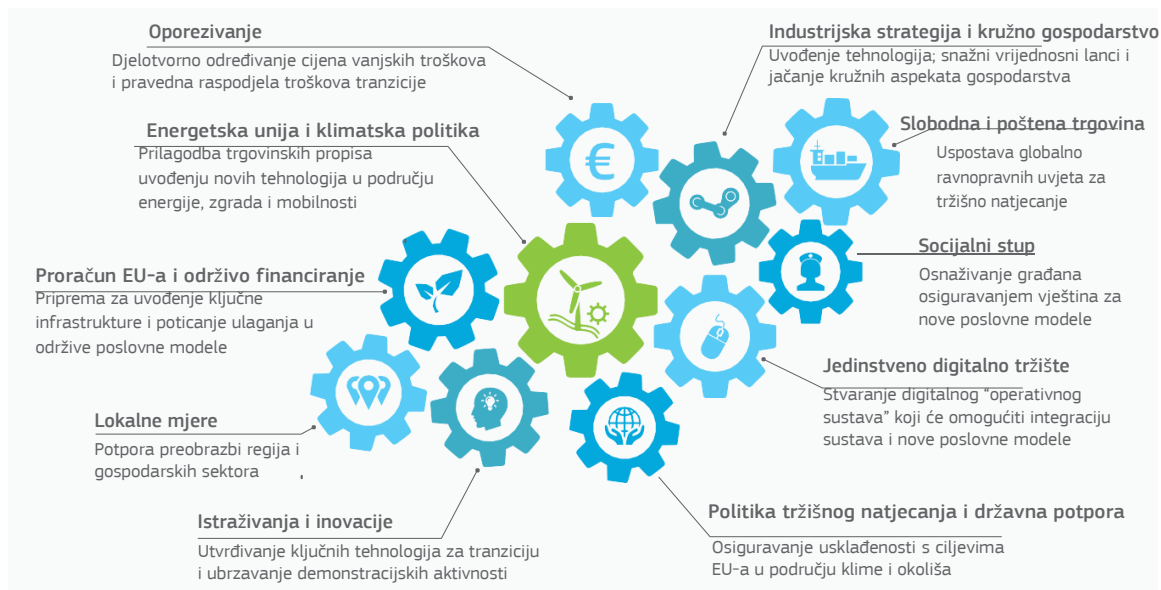 Oporezivanje
Djelotvorno određivanje cijena vanjskih troškova
i pravedna raspodjela troškova tranzicije
Industrijska strategija i kružno gospodarstvo
Uvođenje tehnologija; snažni vrijednosni lanci i
jačanje kružnih aspekata gospodarstva
Energetska unija i klimatska politika
Prilagodba trgovinskih propisa
uvođenju novih tehnologija u području
energije, zgrada i mobilnosti
Slobodna i poštena trgovina
Uspostava globalno
ravnopravnih uvjeta za
tržišno natjecanje
€
Socijalni stup
Osnaživanje građana
osiguravanjem vještina za
nove poslovne modele
Proračun EU-a i održivo financiranje
Priprema za uvođenje ključne
infrastrukture i poticanje ulaganja u
održive poslovne modele
Jedinstveno digitalno tržište
Stvaranje digitalnog “operativnog
sustava” koji će omogućiti integraciju
sustava i nove poslovne modele
Lokalne mjere
Potpora preobrazbi regija i
gospodarskih sektora
Istraživanja i inovacije
Utvrđivanje ključnih tehnologija za tranziciju
i ubrzavanje demonstracijskih aktivnosti
Politika tržišnog natjecanja i državna potpora
Osiguravanje usklađenosti s ciljevima
EU-a u području klime i okoliša